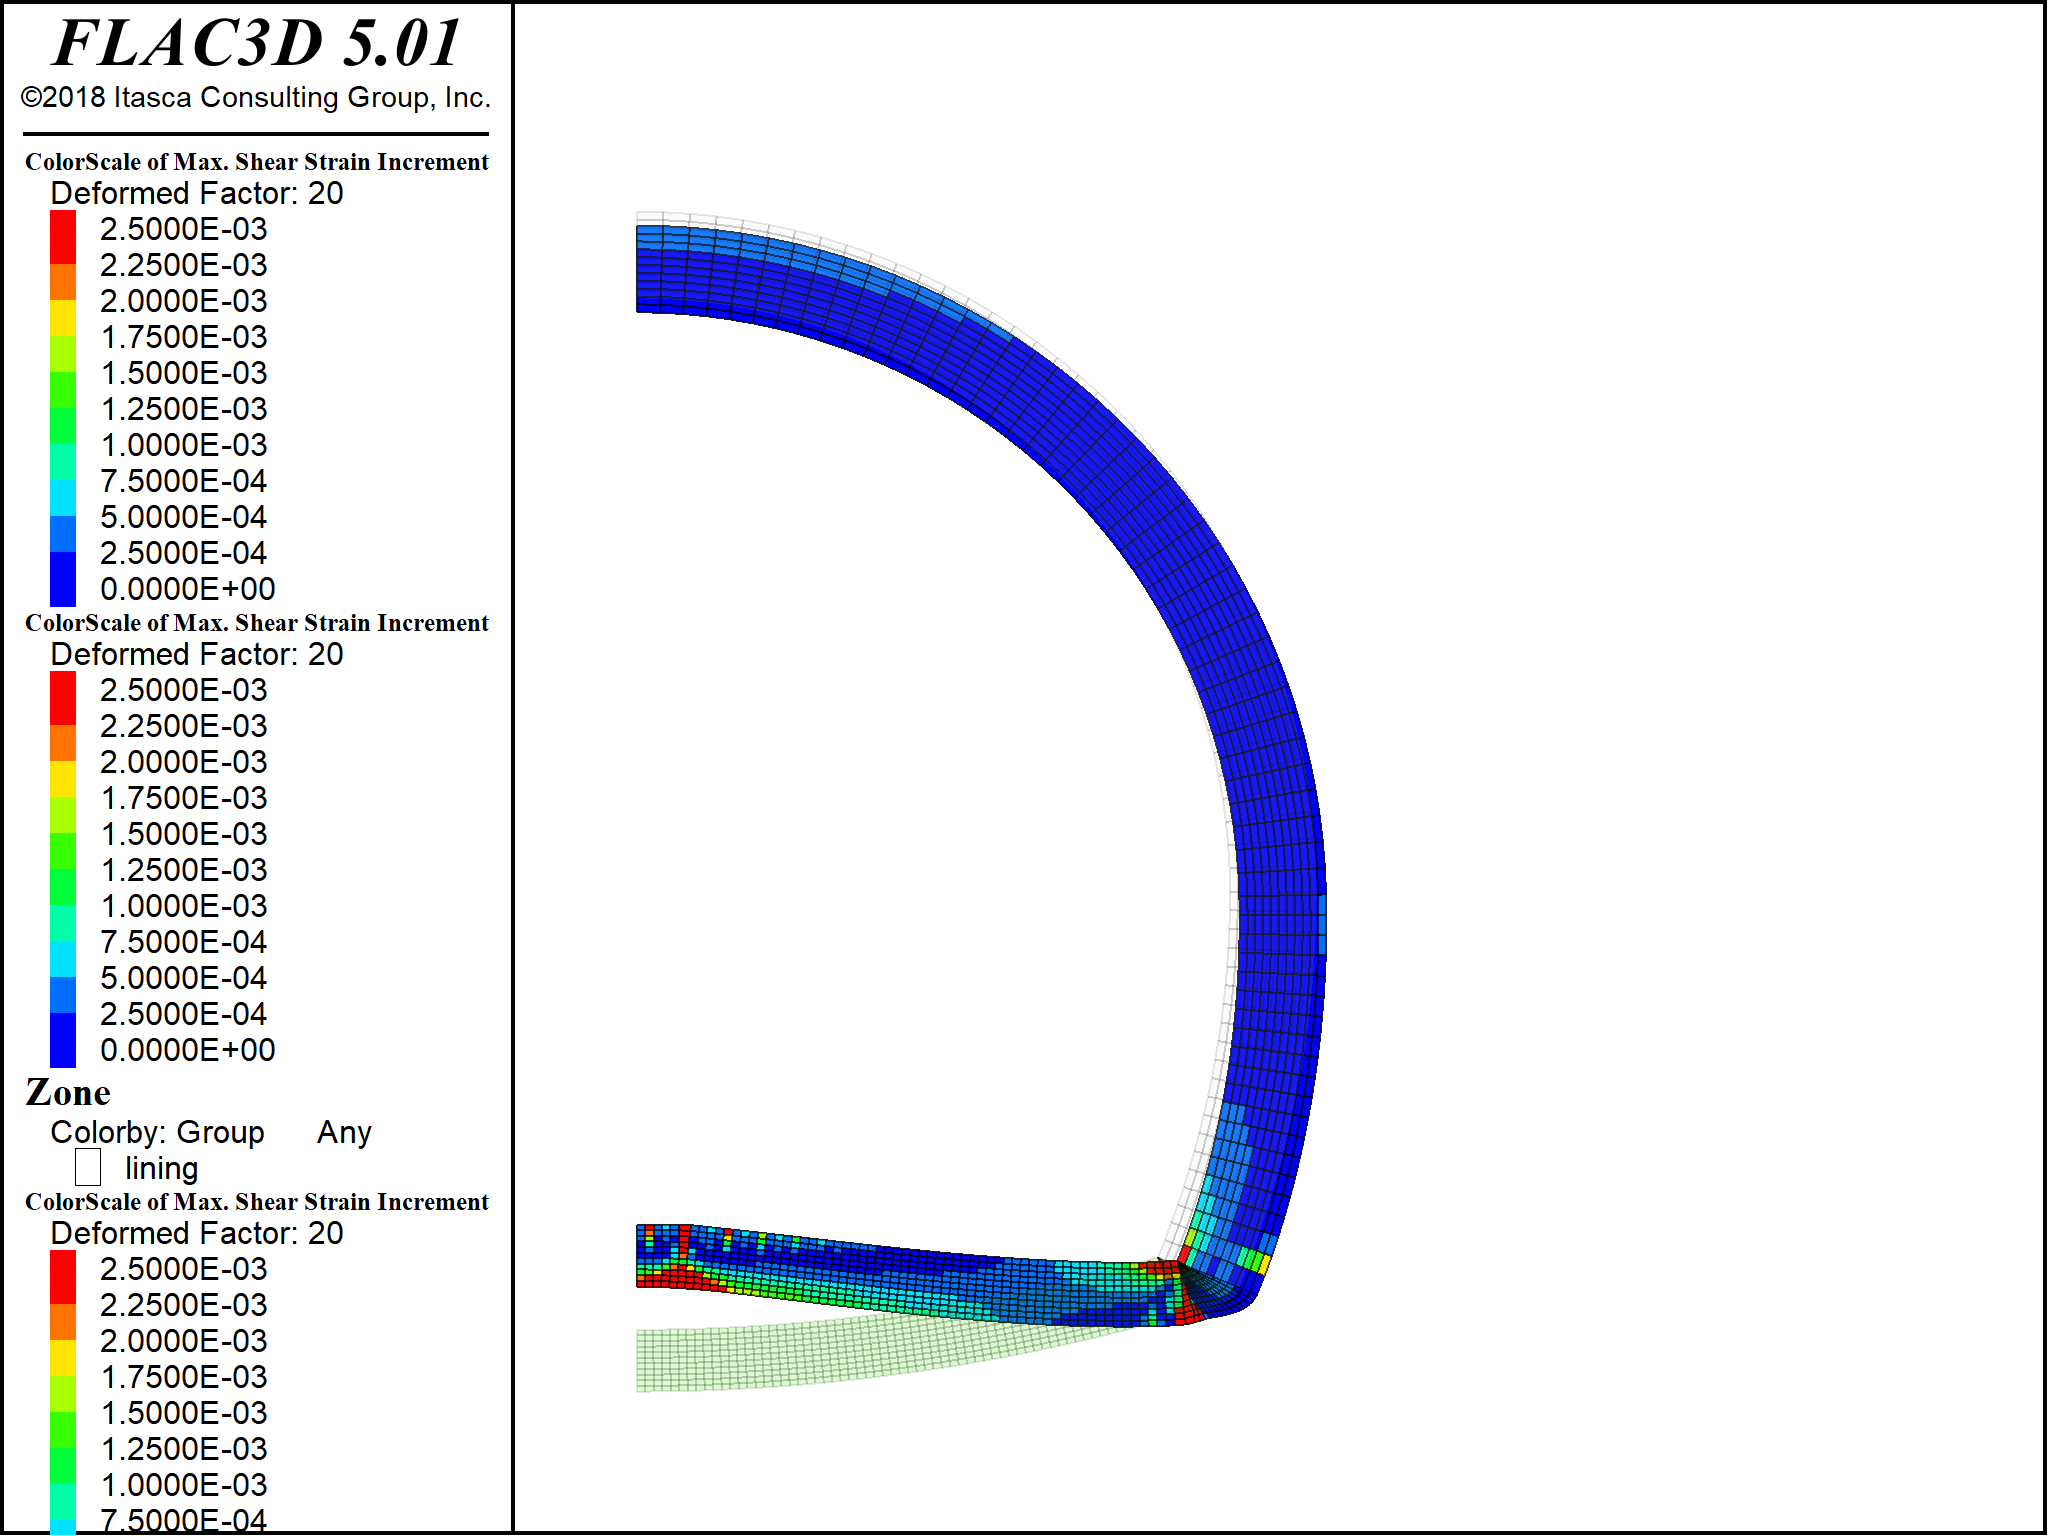 FLAC3D 5.01
©2018 Itasca Consulting Group, Inc.
ColorScale of Max. Shear Strain Increment
Deformed Factor: 20
2.5000E-03
2.2500E-03
2.0000E-03
1.7500E-03
1.5000E-03
1.2500E-03
1.0000E-03
7.5000E-04
5.0000E-04
2.5000E-04
0.0000E+00
ColorScale of Max. Shear Strain Increment
Deformed Factor: 20
2.5000E-03
2.2500E-03
2.0000E-03
1.7500E-03
1.5000E-03
1.2500E-03
1.0000E-03
7.5000E-04
5.0000E-04
2.5000E-04
0.0000E+00
Zone
Colorby: Group Any
lining
ColorScale of Max. Shear Strain Increment
Deformed Factor: 20
2.5000E-03
2.2500E-03
2.0000E-03
1.7500E-03
1.5000E-03
1.2500E-03
1.0000E-03
7.5000E-04